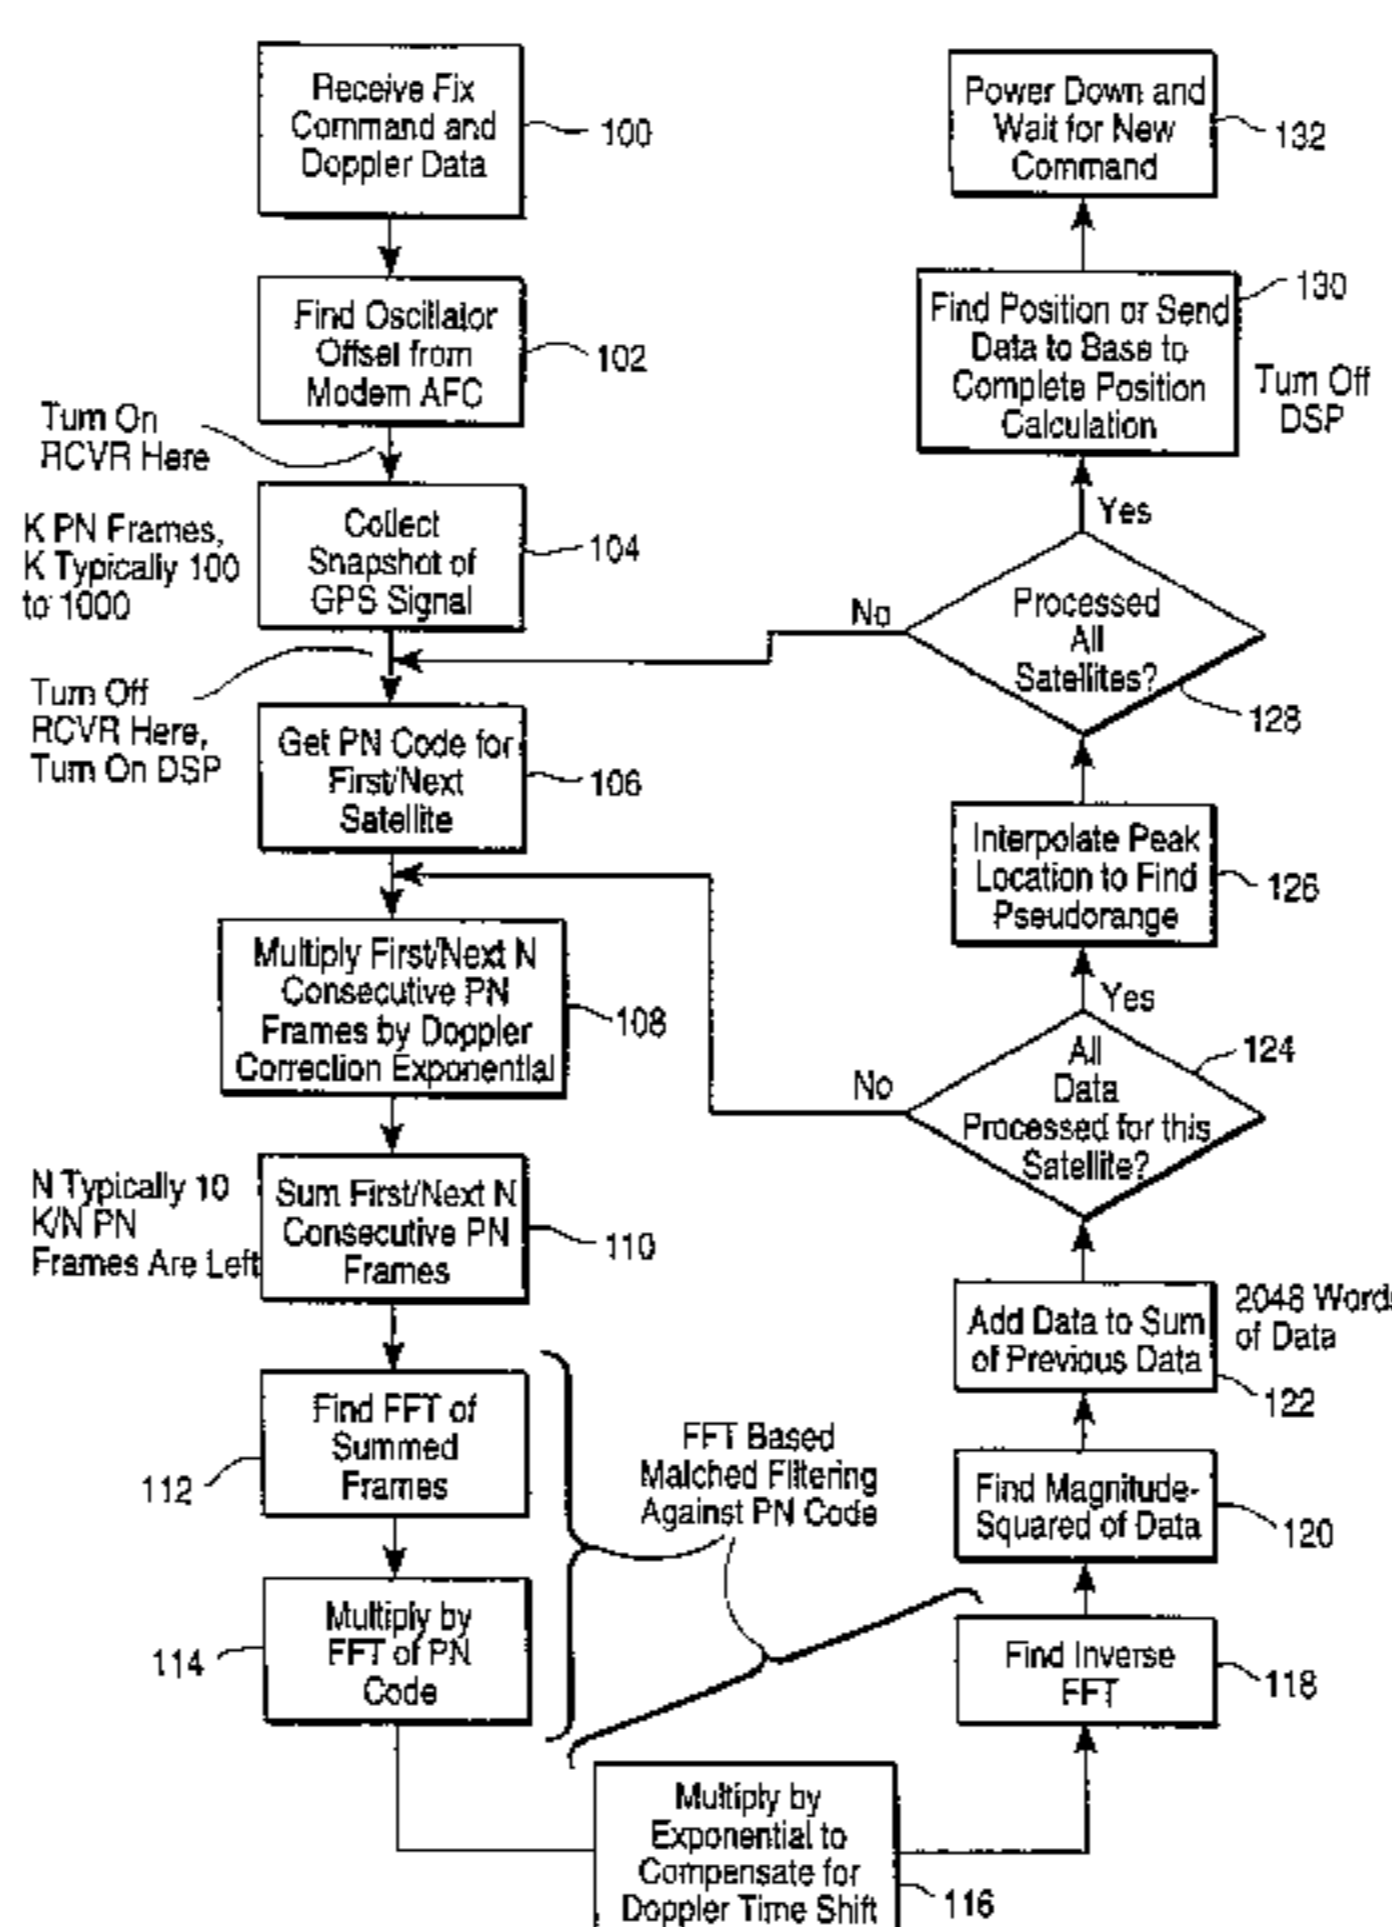 Receive Fix
Command and
Doppler Data
100
Find Oscillator
Offset from
Modem AFC
102
Turn On
RCVR Here
K PN Frames,
K Typically 100
to 1000
Collect
Snapshot of
GPS Signal
104
Turn Off
RCVR Here,
Turn On DSP
Get PN Code for
First/Next
Satellite
106
Multiply First/Next N
Consecutive PN
Frames by Doppler
Correction Exponential
108
N Typically 10
K/N PN
Frames Are Left
Sum First/Next N
Consecutive PN
Frames
110
Find FFT of
Summed
Frames
112
FFT Based
Matched Filtering
Against PN Code
Multiply by
FFT of PN
Code
114
Multiply by
Exponential to
Compensate for
Doppler Time Shift
116
Find Inverse
FFT
118
Find Magnitude-
Squared of Data
120
Add Data to Sum
of Previous Data
122
2048 Words
of Data
All
Data
Processed for this
Satellite?
124
No
Yes
Interpolate Peak
Location to Find
Pseudorange
126
Processed
All
Satellites?
128
No
Yes
Find Position or Send
Data to Base to
Complete Position
Calculation
130
Turn Off
DSP
Power Down and
Wait for New
Command
132